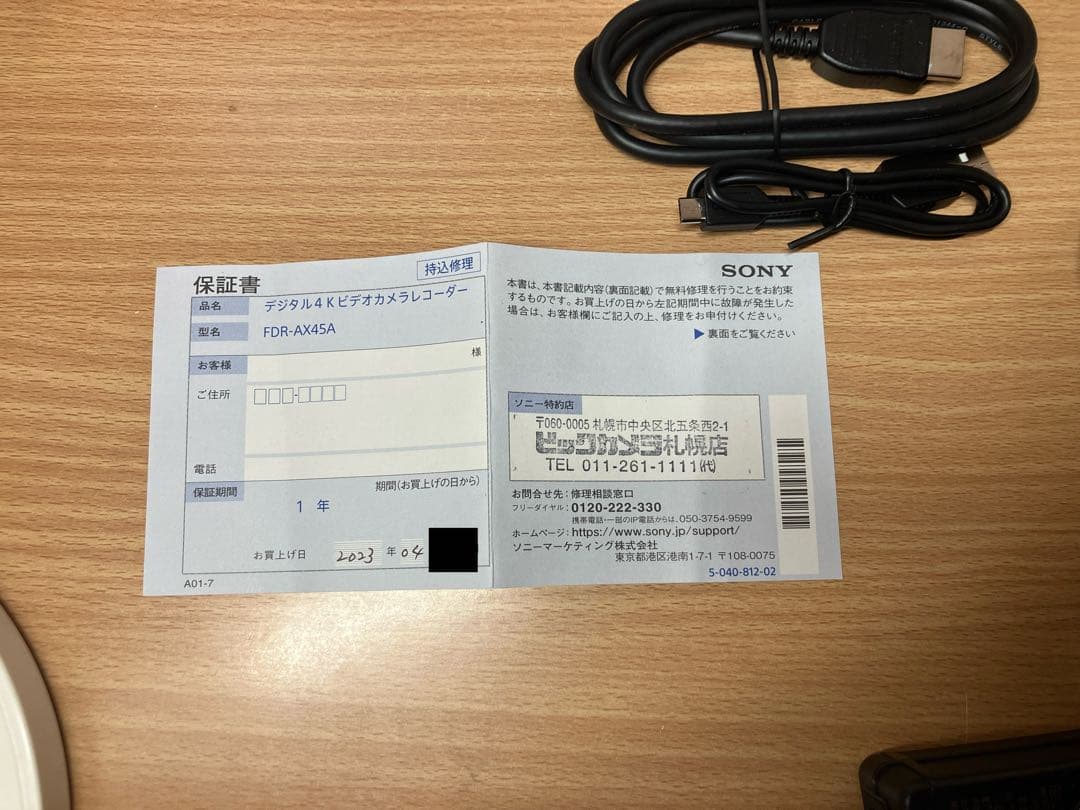 STYLE
保証書
持込修理
品名 デジタル4Kビデオカメラレコーダー
型名 FDR-AX45A
お客様 様
ご住所
電話
保証期間 期間(お買上げの日から)
1 年
お買上げ日 2023 年 04
A01-7
SONY
本書は、本書記載内容(裏面記載)で無料修理を行うことをお約束
するものです。お買上げの日から左記期間中に故障が発生した
場合は、お客様欄にご記入の上、修理をお申付けください。
▶裏面をご覧ください
ソニー特約店
〒060-0005 札幌市中央区北五条西2-1
ビックカメラ札幌店
TEL 011-261-1111㈹
お問合せ先：修理相談窓口
フリーダイヤル：0120-222-330
携帯電話・一部のIP電話からは、050-3754-9599
ホームページ：https://www.sony.jp/support/
ソニーマーケティング株式会社
東京都港区港南1-7-1 〒108-0075
5-040-812-02